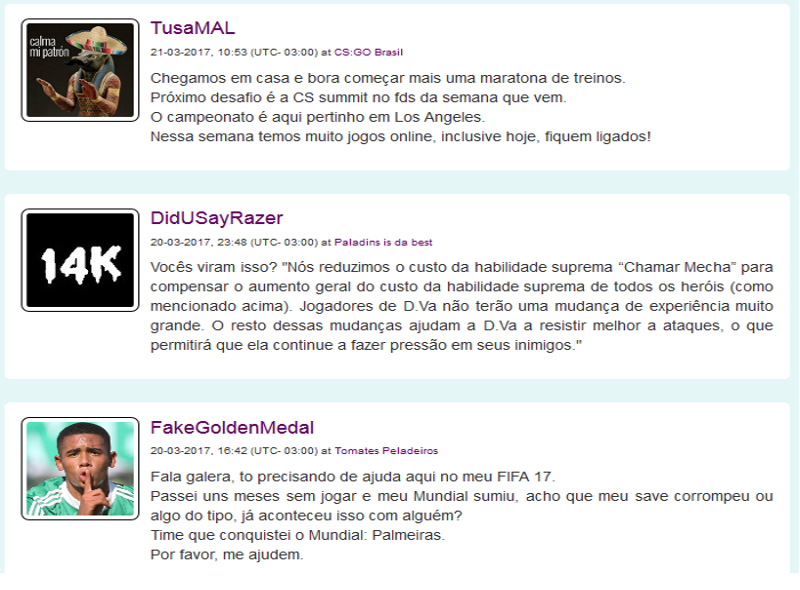 calma
mi patrón
TusaMAL
21-03-2017, 10:53 (UTC- 03:00) at CS:GO Brasil
Chegamos em casa e bora começar mais uma maratona de treinos.
Próximo desafio é a CS summit no fds da semana que vem.
O campeonato é aqui pertinho em Los Angeles.
Nessa semana temos muito jogos online, inclusive hoje, fiquem ligados!
14K
DidUSayRazer
20-03-2017, 23:48 (UTC- 03:00) at Paladins is da best
Vocês viram isso? "Nós reduzimos o custo da habilidade suprema “Chamar Mecha” para
compensar o aumento geral do custo da habilidade suprema de todos os heróis (como
mencionado acima). Jogadores de D.Va não terão uma mudança de experiência muito
grande. O resto dessas mudanças ajudam a D.Va a resistir melhor a ataques, o que
permitirá que ela continue a fazer pressão em seus inimigos."
FakeGoldenMedal
20-03-2017, 16:42 (UTC- 03:00) at Tomates Peladeiros
Fala galera, to precisando de ajuda aqui no meu FIFA 17.
Passei uns meses sem jogar e meu Mundial sumiu, acho que meu save corrompeu ou
algo do tipo, já aconteceu isso com alguém?
Time que conquistei o Mundial: Palmeiras.
Por favor, me ajudem.